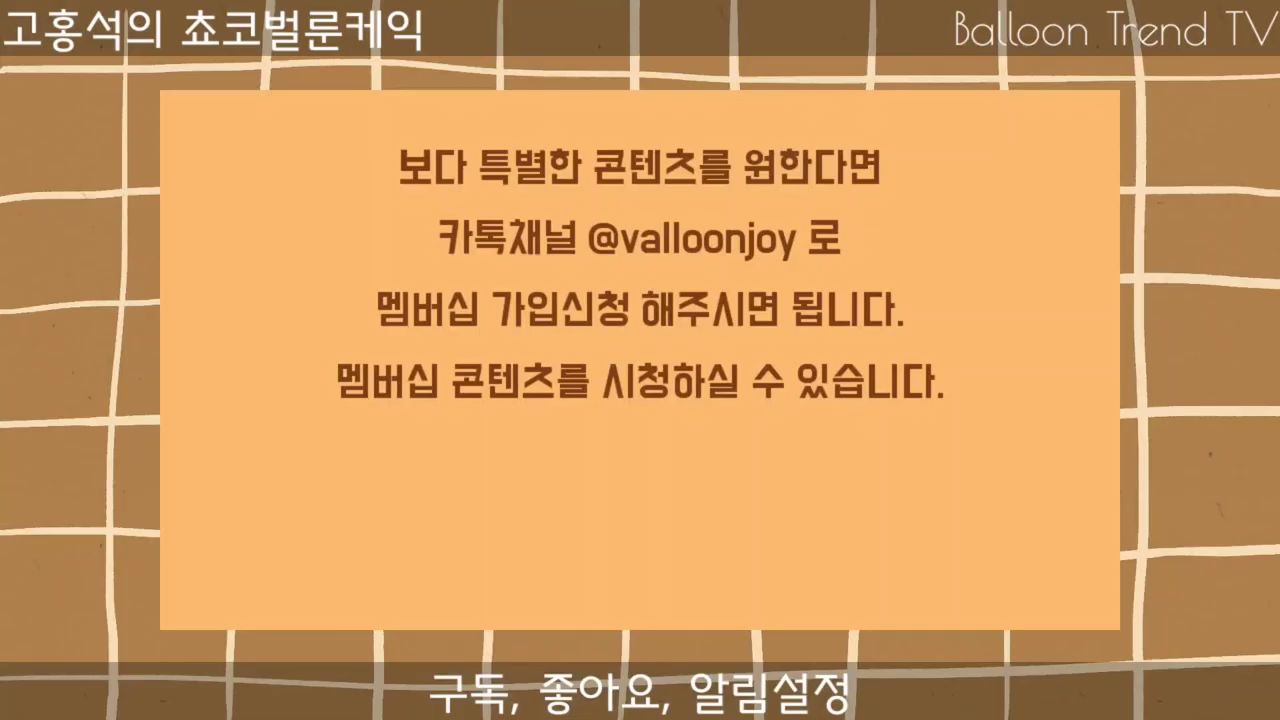 고홍석의 쵸코벌룬케익
Balloon Trend TV
보다 특별한 콘텐츠를 원한다면
카톡채널 @valloonjoy 로
멤버십 가입신청 해주시면 됩니다.
멤버십 콘텐츠를 시청하실 수 있습니다.
구독, 좋아요, 알림설정